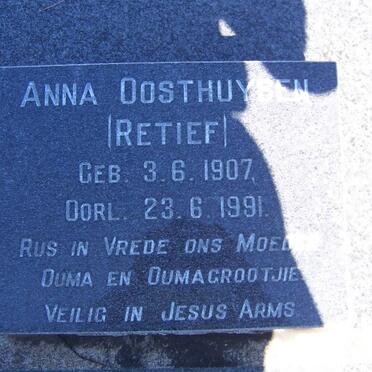 ANNA OOSTHUYSEN
(RETIEF)
GEB. 3.6.1907,
OORL. 23.6.1991.
RUS IN VREDE ONS MOEDER
OUMA EN OUMAGROOTJIE
VEILIG IN JESUS ARMS